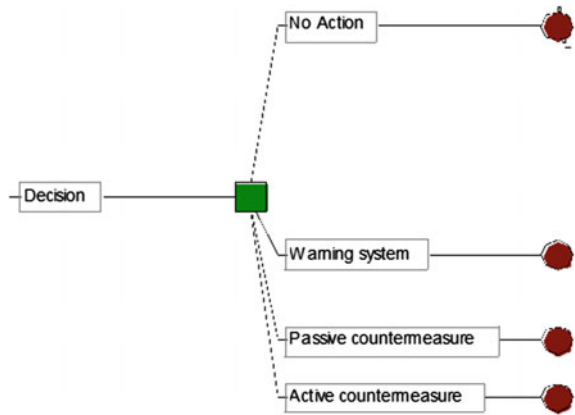 No Action
Decision
Warning system
Passive countermeasure
Active countermeasure